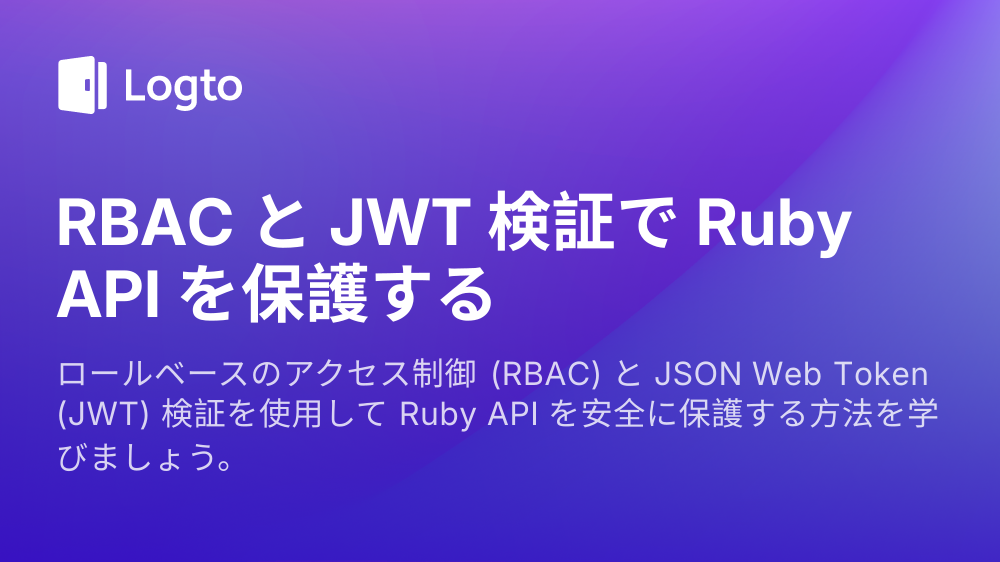 Logto
RBAC と JWT 検証で Ruby
API を保護する
ロールベースのアクセス制御 (RBAC) と JSON Web Token
(JWT) 検証を使用して Ruby API を安全に保護する方法を学
びましょう。